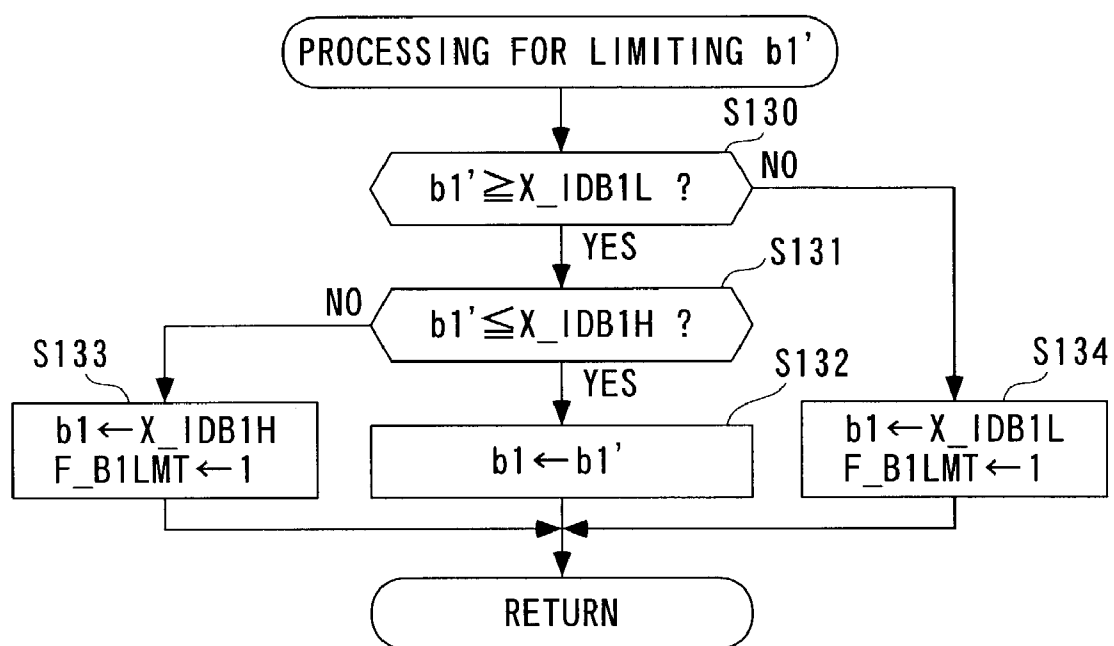 PROCESSING FOR LIMITING b1'
S130
b1'≧X_IDB1L ?
NO
YES
S131
b1'≦X_IDB1H ?
NO
YES
S133
b1←X_IDB1H
F_B1LMT←1
S132
b1←b1'
S134
b1←X_IDB1L
F_B1LMT←1
RETURN